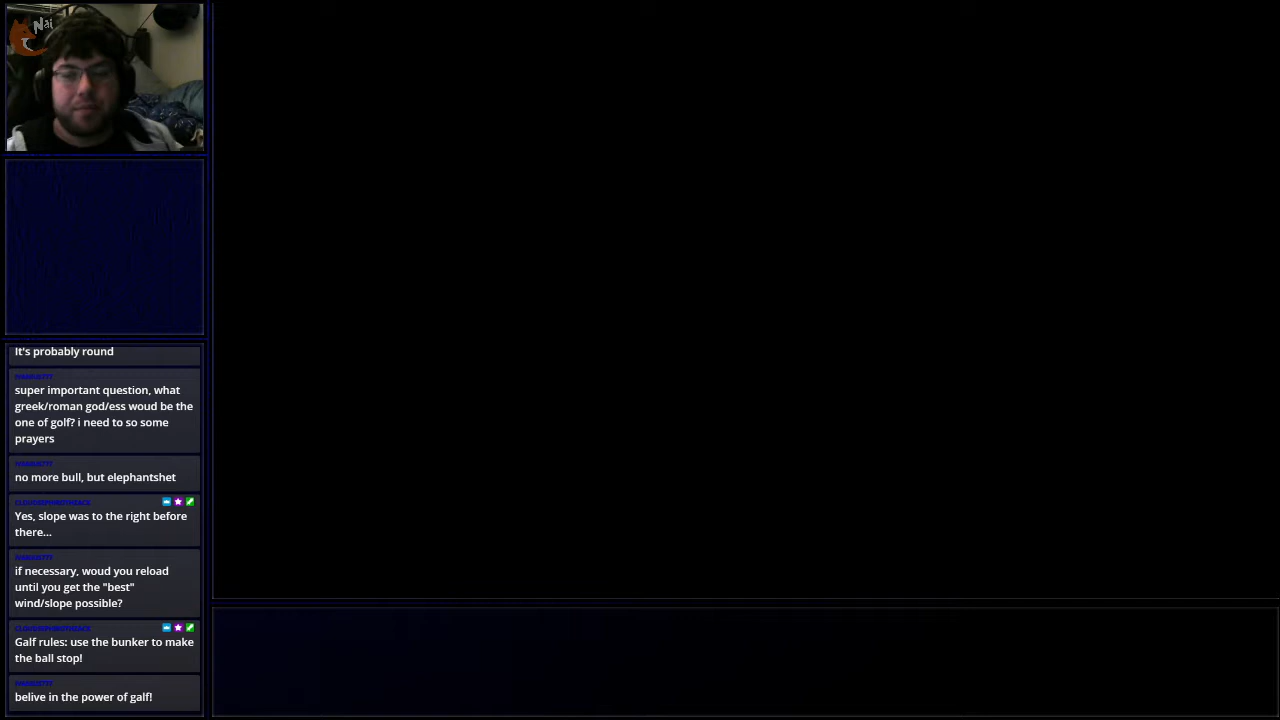 Nai
It's probably round
super important question, what
greek/roman god/ess woud be the
one of golf? i need to so some
prayers
no more bull, but elephantshet
Yes, slope was to the right before
there...
if necessary, woud you reload
until you get the "best"
wind/slope possible?
Galf rules: use the bunker to make
the ball stop!
belive in the power of galf!